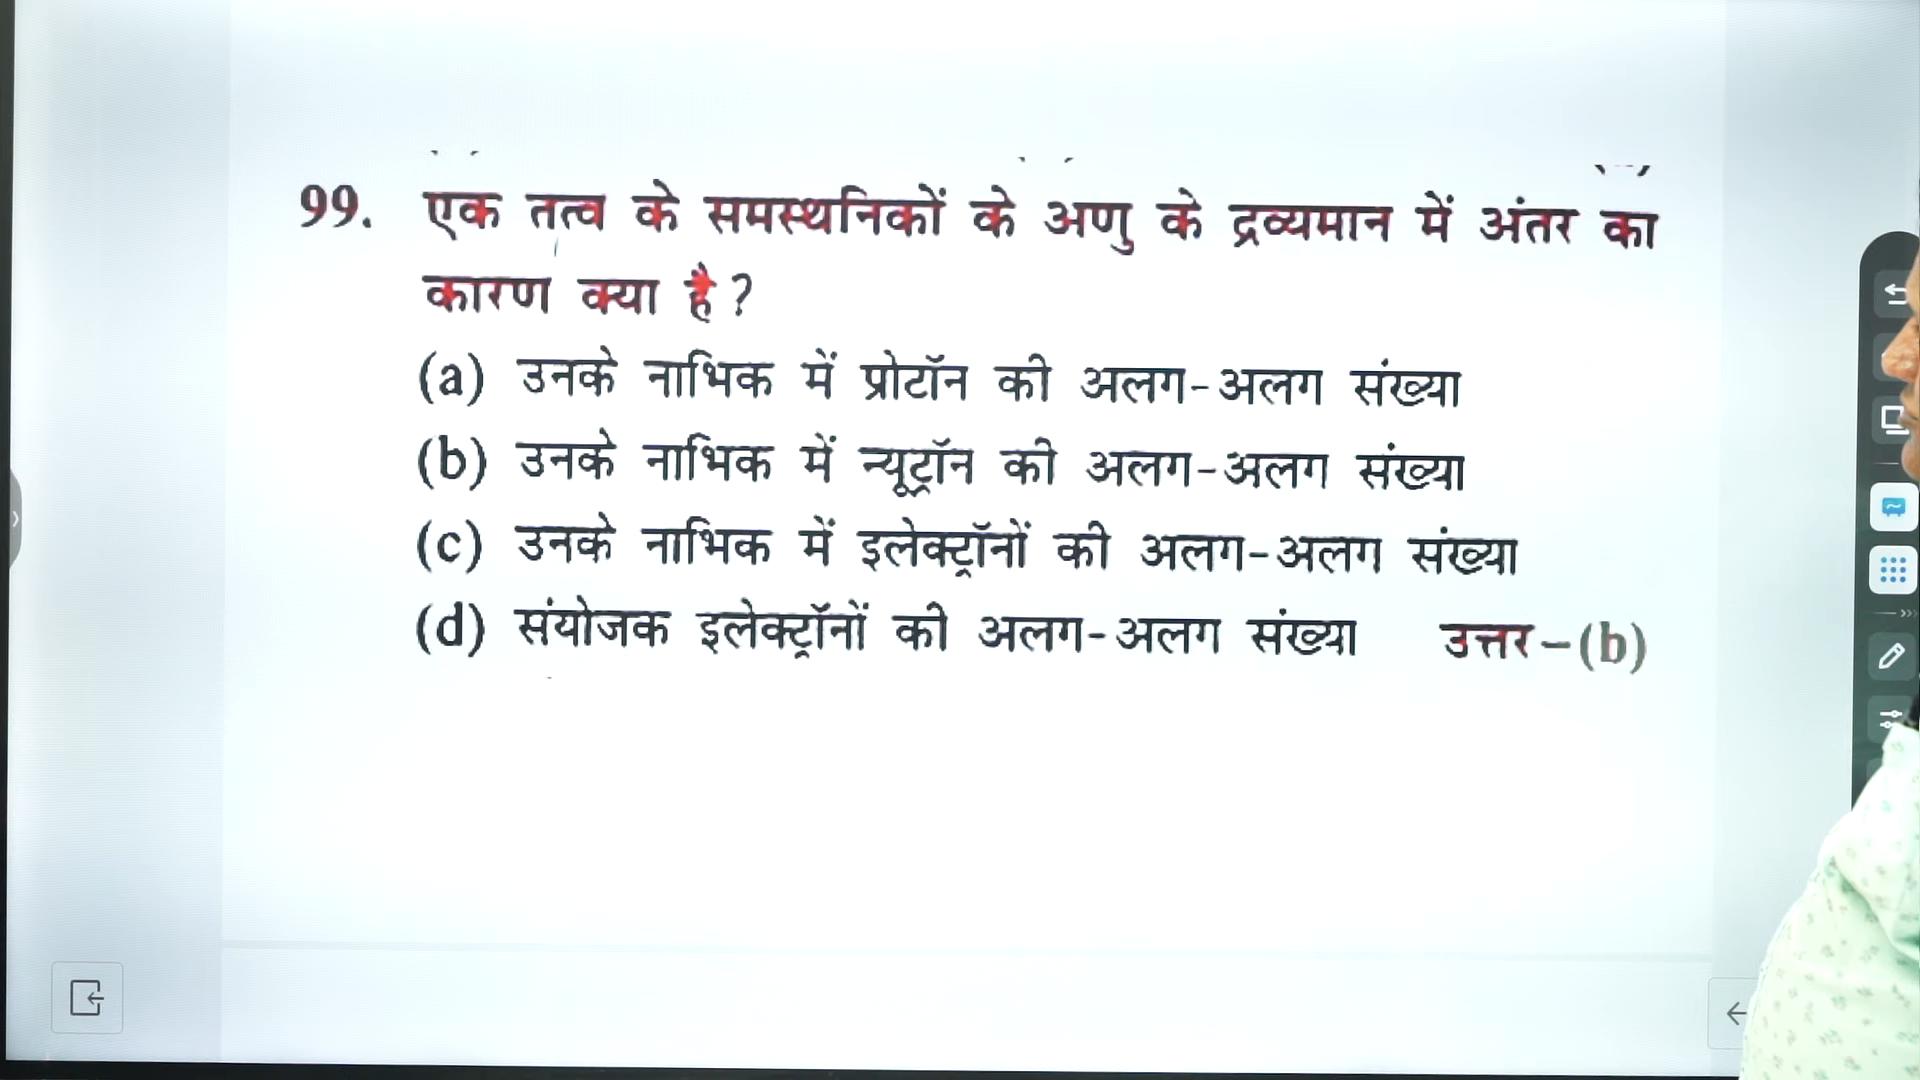 99. एक तत्व के समस्थनिकों के अणु के द्रव्यमान में अंतर का
कारण क्या है?
(a) उनके नाभिक में प्रोटॉन की अलग-अलग संख्या
(b) उनके नाभिक में न्यूट्रॉन की अलग-अलग संख्या
(c) उनके नाभिक में इलेक्ट्रॉनों की अलग-अलग संख्या
(d) संयोजक इलेक्ट्रॉनों की अलग-अलग संख्या उत्तर-(b)